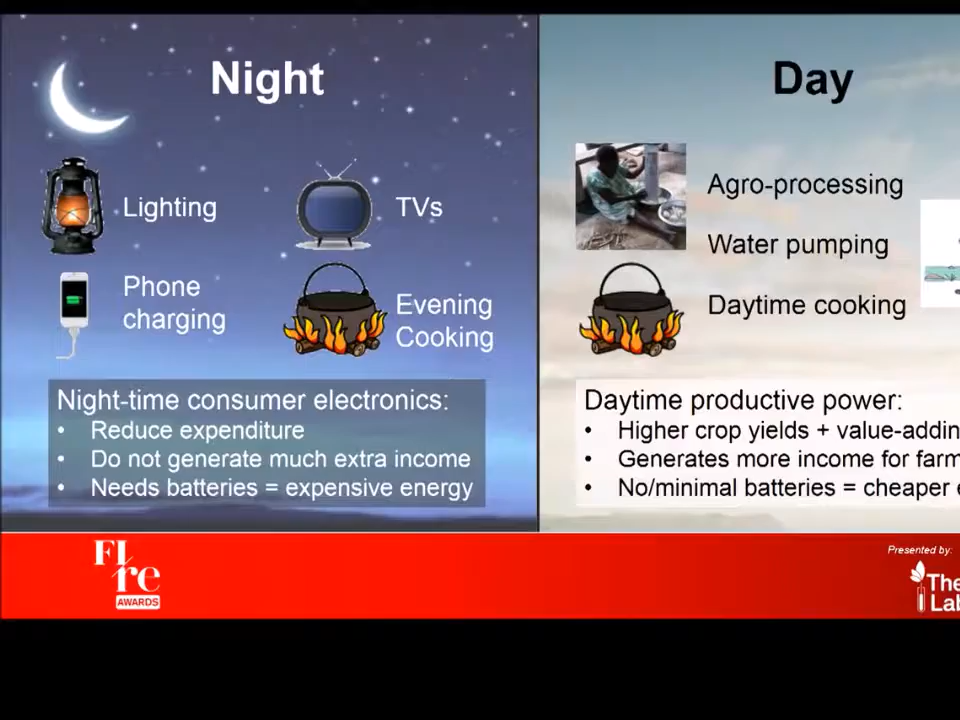 Night
Lighting
TVs
Phone
charging
Evening
Cooking
Night-time consumer electronics:
• Reduce expenditure
• Do not generate much extra income
• Needs batteries = expensive energy
Day
Agro-processing
Water pumping
Daytime cooking
Daytime productive power:
• Higher crop yields + value-addin
• Generates more income for farm
• No/minimal batteries = cheaper e
FIre
AWARDS
Presented by:
The
Lab